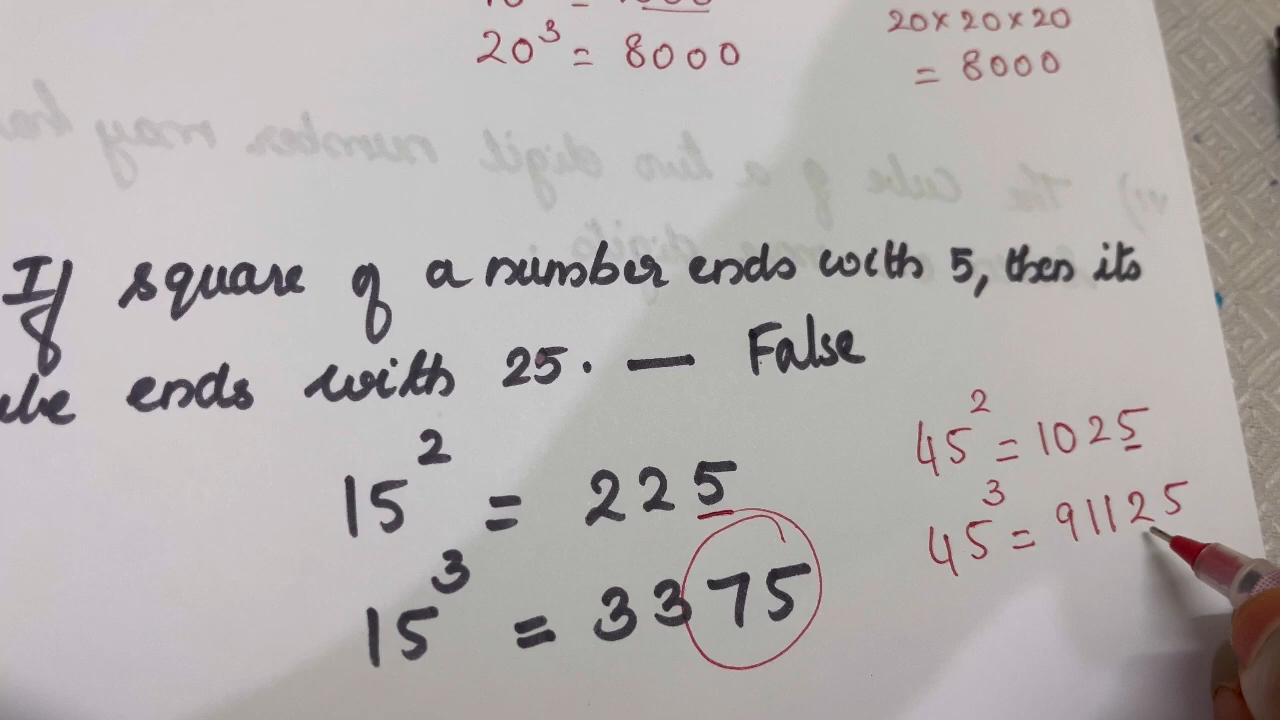 20³ = 8000
20 × 20 × 20
= 8000
If square of a number ends with 5, then its
ends with 25. — False
15² = 225
15³ = 3375
45² = 1025
45³ = 91125